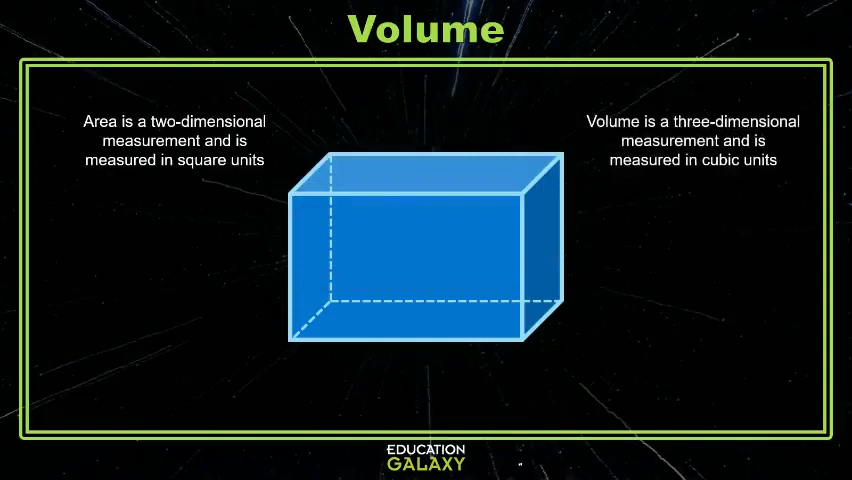 Volume
Area is a two-dimensional
measurement and is
measured in square units
Volume is a three-dimensional
measurement and is
measured in cubic units
EDUCATION
GALAXY